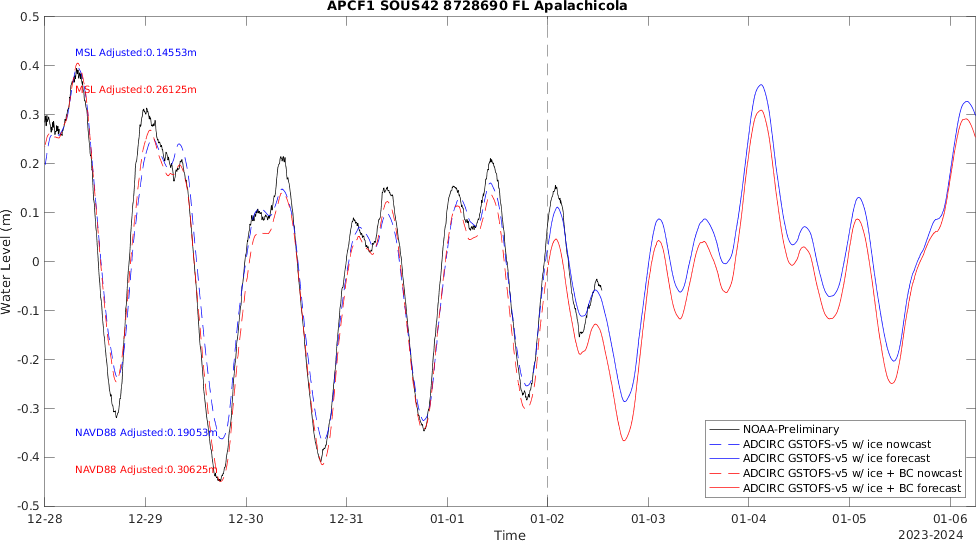 APCF1 SOUS42 8728690 FL Apalachicola
0.5
0.4
0.3
0.2
0.1
0
-0.1
-0.2
-0.3
-0.4
-0.5
Water Level (m)
MSL Adjusted:0.14553m
MSL Adjusted:0.26125m
NAVD88 Adjusted:0.19053m
NAVD88 Adjusted:0.30625m
NOAA-Preliminary
ADCIRC GSTOFS-v5 w/ ice nowcast
ADCIRC GSTOFS-v5 w/ ice forecast
ADCIRC GSTOFS-v5 w/ ice + BC nowcast
ADCIRC GSTOFS-v5 w/ ice + BC forecast
12-28 12-29 12-30 12-31 01-01 01-02 01-03 01-04 01-05 01-06
Time
2023-2024